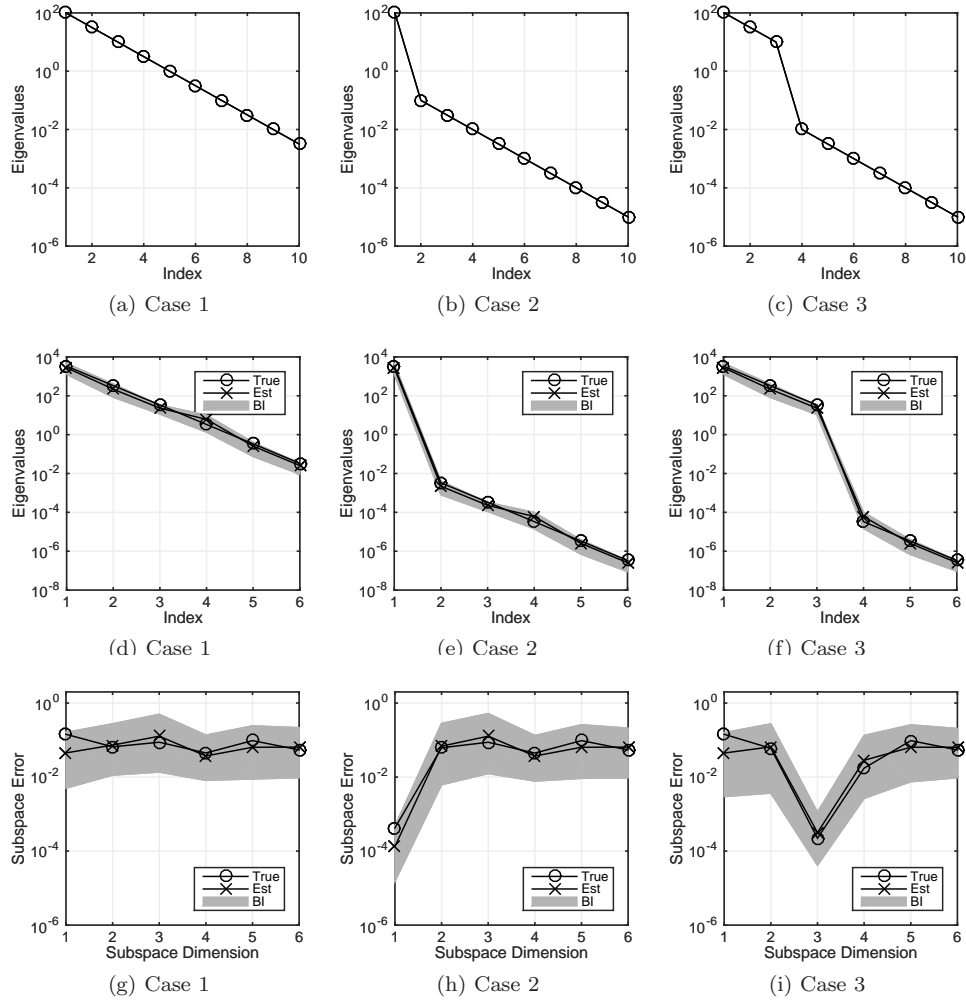 10^2
10^0
10^-2
10^-4
10^-6
Eigenvalues
2 4 6 8 10
Index
(a) Case 1
10^2
10^0
10^-2
10^-4
10^-6
Eigenvalues
2 4 6 8 10
Index
(b) Case 2
10^2
10^0
10^-2
10^-4
10^-6
Eigenvalues
2 4 6 8 10
Index
(c) Case 3
10^4
10^2
10^0
10^-2
10^-4
10^-6
10^-8
Eigenvalues
True
Est
BI
1 2 3 4 5 6
Index
(d) Case 1
10^4
10^2
10^0
10^-2
10^-4
10^-6
10^-8
Eigenvalues
True
Est
BI
1 2 3 4 5 6
Index
(e) Case 2
10^4
10^2
10^0
10^-2
10^-4
10^-6
10^-8
Eigenvalues
True
Est
BI
1 2 3 4 5 6
Index
(f) Case 3
10^0
10^-2
10^-4
10^-6
Subspace Error
True
Est
BI
1 2 3 4 5 6
Subspace Dimension
(g) Case 1
10^0
10^-2
10^-4
10^-6
Subspace Error
True
Est
BI
1 2 3 4 5 6
Subspace Dimension
(h) Case 2
10^0
10^-2
10^-4
10^-6
Subspace Error
True
Est
BI
1 2 3 4 5 6
Subspace Dimension
(i) Case 3